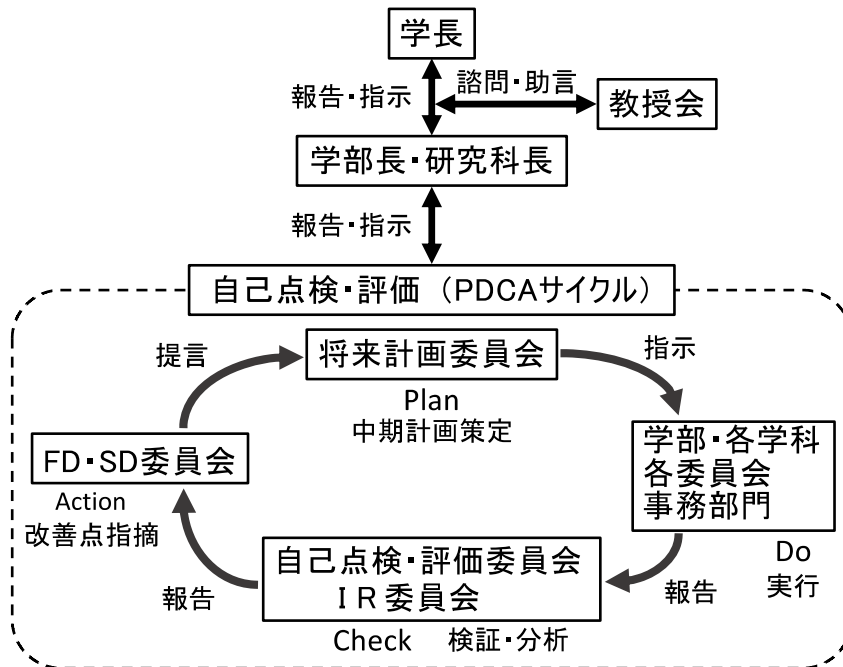 学長
報告・指示
諮問・助言
教授会
学部長・研究科長
報告・指示
自己点検・評価（PDCAサイクル）
提言
将来計画委員会
指示
Plan
中期計画策定
FD・SD委員会
Action
改善点指摘
学部・各学科
各委員会
事務部門
Do
実行
報告
自己点検・評価委員会
ＩＲ委員会
報告
Check　検証・分析